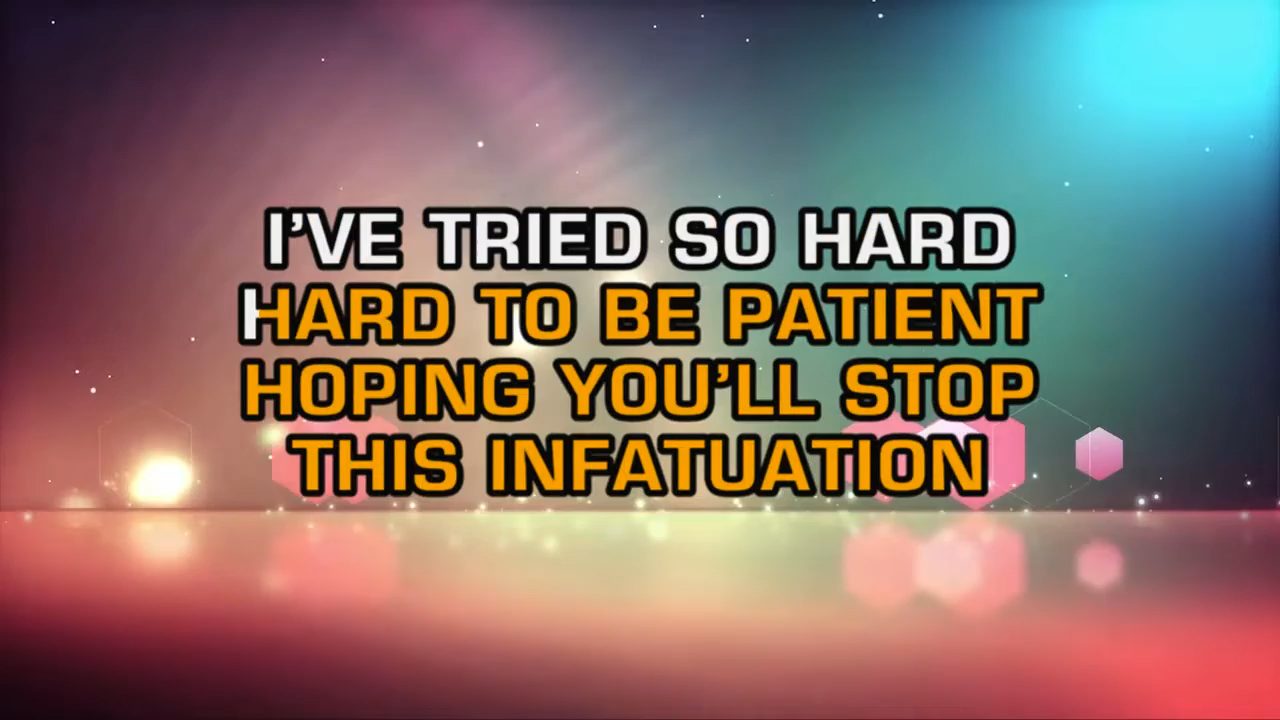 I'VE TRIED SO HARD
HARD TO BE PATIENT
HOPING YOU'LL STOP
THIS INFATUATION